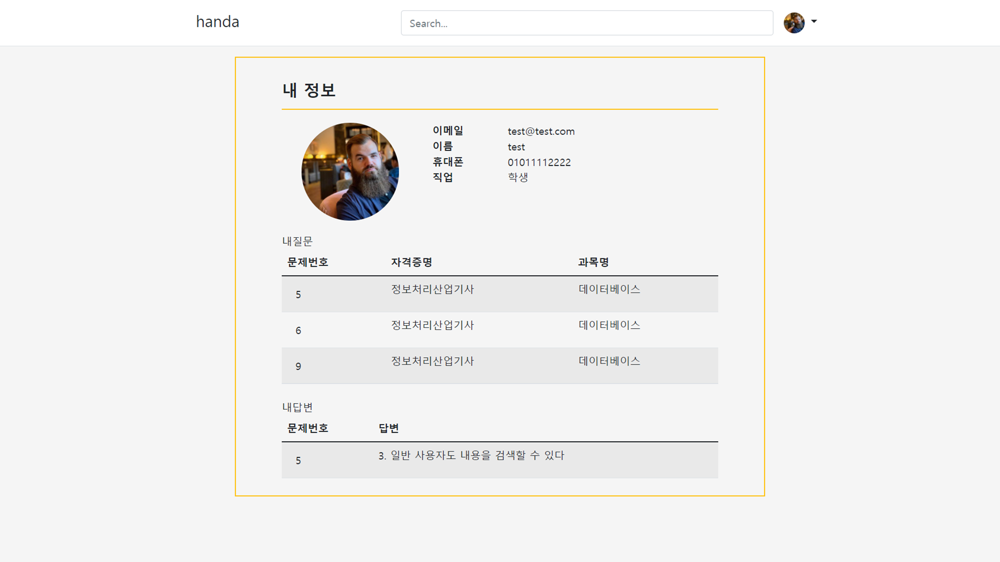 handa
Search...
내 정보
이메일 test@test.com
이름 test
휴대폰 01011112222
직업 학생
내질문
문제번호 자격증명 과목명
5 정보처리산업기사 데이터베이스
6 정보처리산업기사 데이터베이스
9 정보처리산업기사 데이터베이스
내답변
문제번호 답변
5 3. 일반 사용자도 내용을 검색할 수 있다